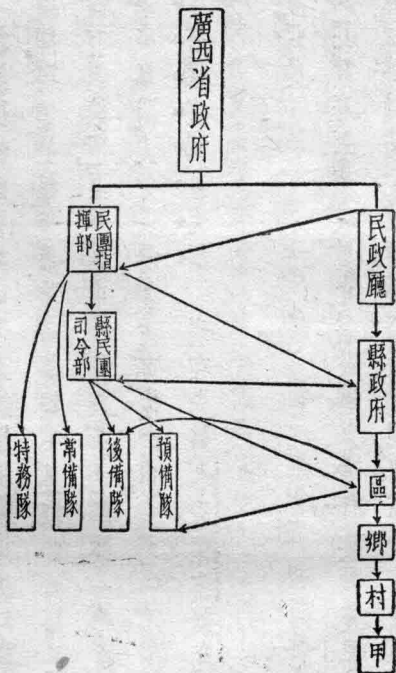 廣西省政府
民政廳
縣政府
區
鄉
村
甲
民團指
揮部
縣民團
司令部
預備隊
後備隊
常備隊
特務隊